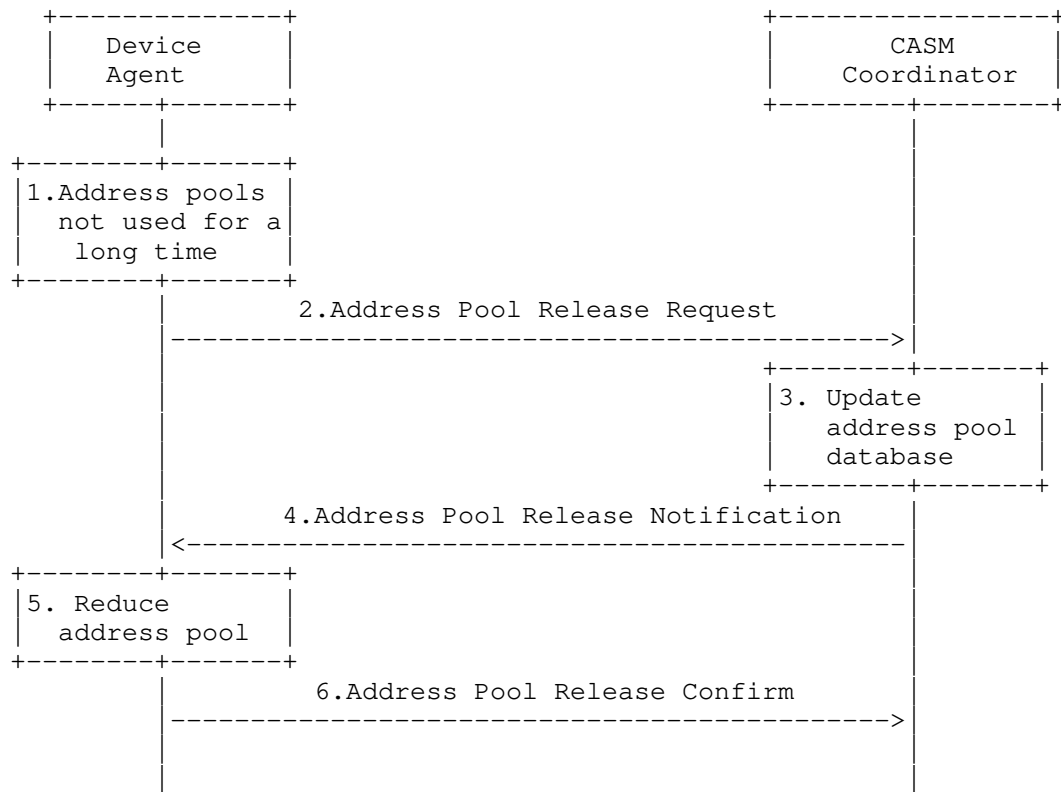 Device
Agent
CASM
Coordinator
1.Address pools
not used for a
long time
2.Address Pool Release Request
3. Update
address pool
database
4.Address Pool Release Notification
5. Reduce
address pool
6.Address Pool Release Confirm